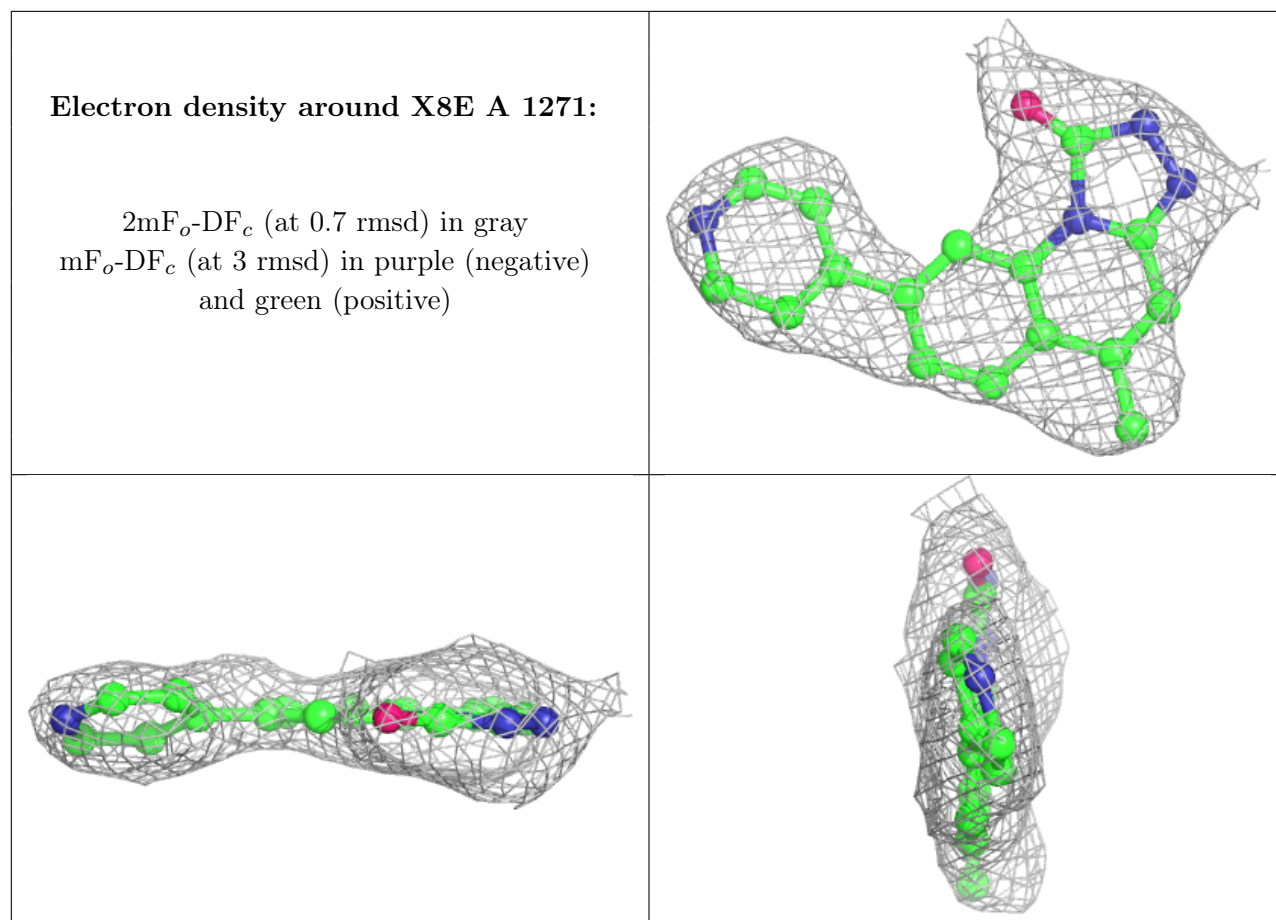 Electron density around X8E A 1271:
2mFo-DFc (at 0.7 rmsd) in gray
mFo-DFc (at 3 rmsd) in purple (negative)
and green (positive)